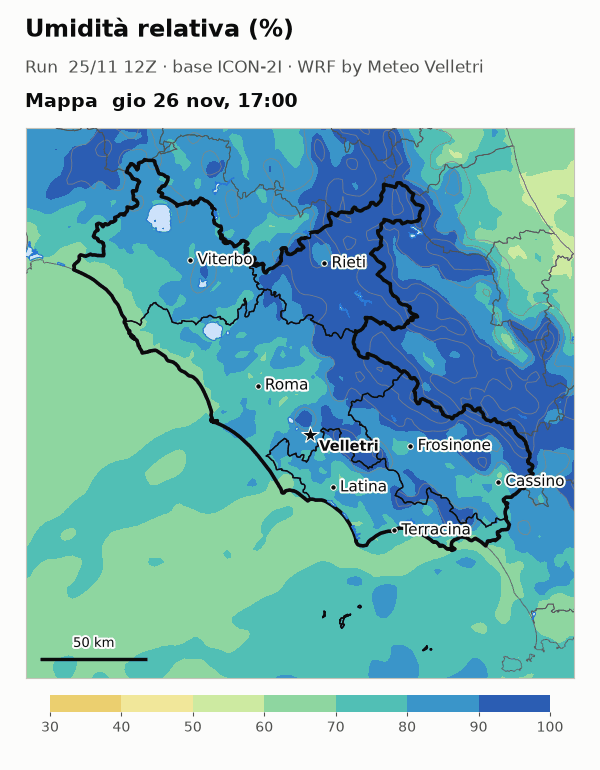 Umidità relativa (%)
Run  25/11 12Z · base ICON-2I · WRF by Meteo Velletri
Mappa  gio 26 nov, 17:00
Viterbo
Rieti
Roma
Velletri
Frosinone
Cassino
Latina
Terracina
50 km
30 40 50 60 70 80 90 100